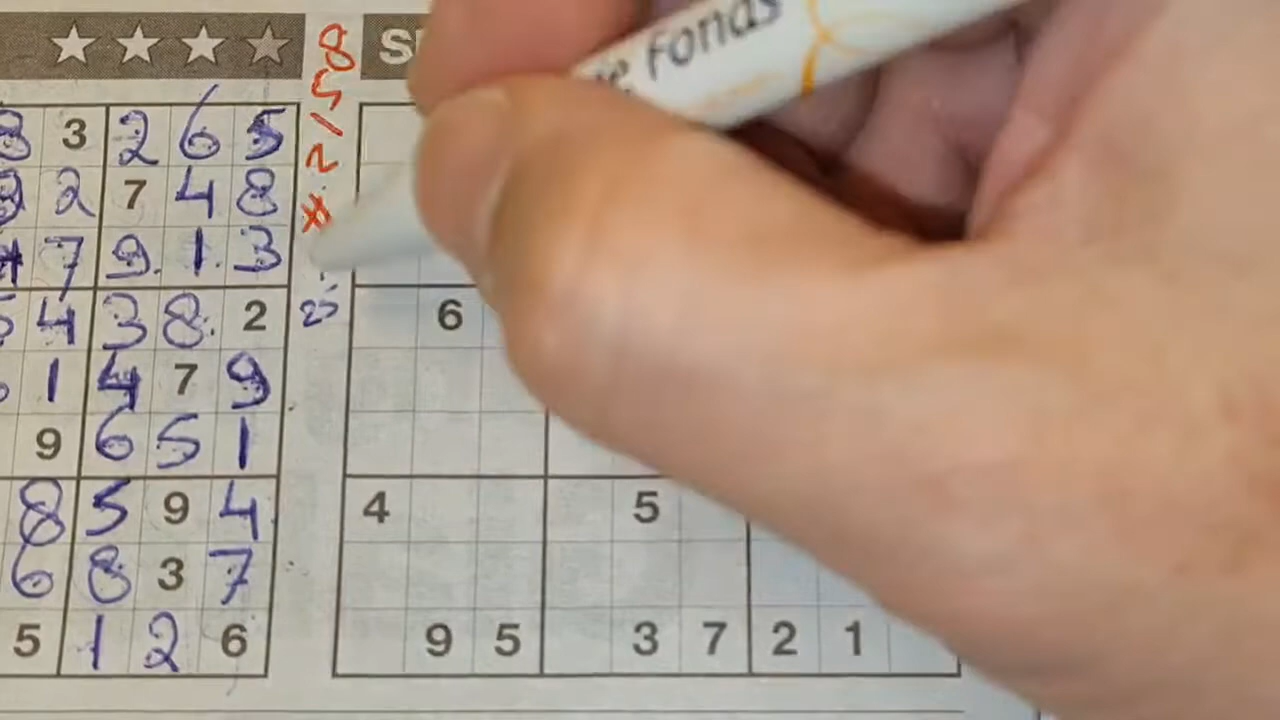 S
e Fonds
8 5 1 2
3 2 6 5
2 7 4 8
7 9 1 3
4 3 8 2
6
1 4 7 9
9 6 5 1
8 5 9 4
4 5
6 8 3 7
5 1 2 6
9 5 3 7 2 1